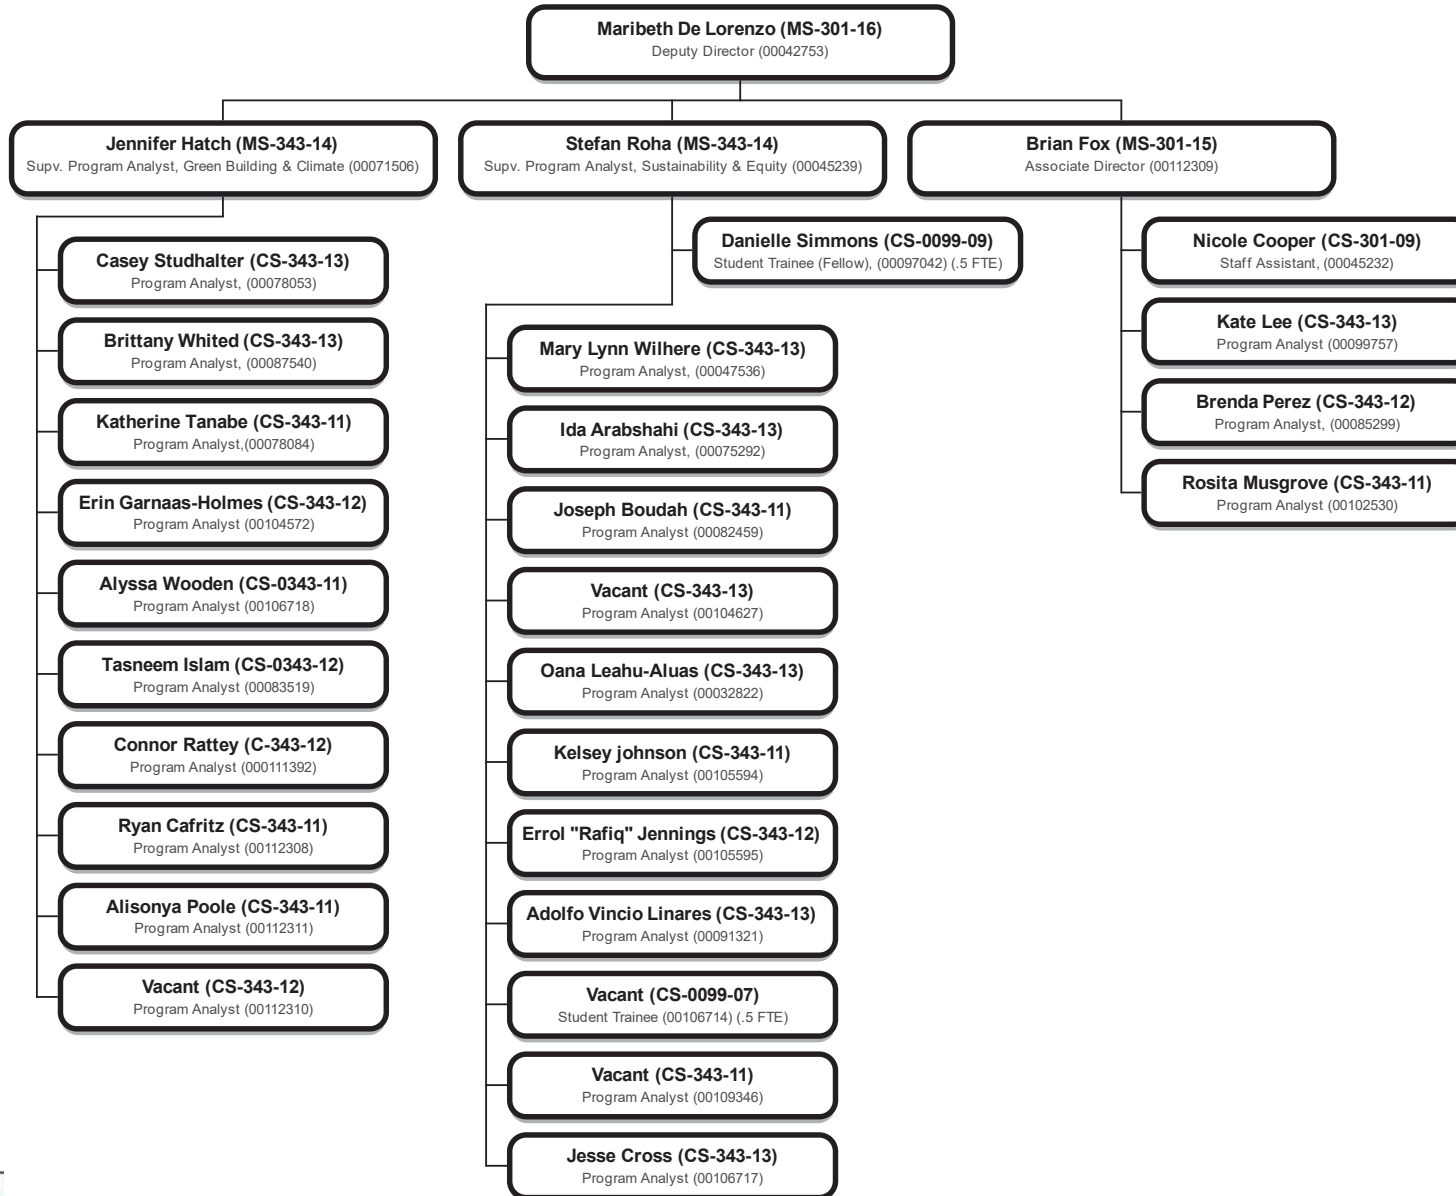 Maribeth De Lorenzo (MS-301-16)
Deputy Director (00042753)
Jennifer Hatch (MS-343-14)
Supv. Program Analyst, Green Building & Climate (00071506)
Stefan Roha (MS-343-14)
Supv. Program Analyst, Sustainability & Equity (00045239)
Brian Fox (MS-301-15)
Associate Director (00112309)
Casey Studhalter (CS-343-13)
Program Analyst, (00078053)
Brittany Whited (CS-343-13)
Program Analyst, (00087540)
Katherine Tanabe (CS-343-11)
Program Analyst,(00078084)
Erin Garnaas-Holmes (CS-343-12)
Program Analyst (00104572)
Alyssa Wooden (CS-0343-11)
Program Analyst (00106718)
Tasneem Islam (CS-0343-12)
Program Analyst (00083519)
Connor Rattey (C-343-12)
Program Analyst (000111392)
Ryan Cafritz (CS-343-11)
Program Analyst (00112308)
Alisonya Poole (CS-343-11)
Program Analyst (00112311)
Vacant (CS-343-12)
Program Analyst (00112310)
Danielle Simmons (CS-0099-09)
Student Trainee (Fellow), (00097042) (.5 FTE)
Mary Lynn Wilhere (CS-343-13)
Program Analyst, (00047536)
Ida Arabshahi (CS-343-13)
Program Analyst, (00075292)
Joseph Boudah (CS-343-11)
Program Analyst (00082459)
Vacant (CS-343-13)
Program Analyst (00104627)
Oana Leahu-Aluas (CS-343-13)
Program Analyst (00032822)
Kelsey johnson (CS-343-11)
Program Analyst (00105594)
Errol "Rafiq" Jennings (CS-343-12)
Program Analyst (00105595)
Adolfo Vincio Linares (CS-343-13)
Program Analyst (00091321)
Vacant (CS-0099-07)
Student Trainee (00106714) (.5 FTE)
Vacant (CS-343-11)
Program Analyst (00109346)
Jesse Cross (CS-343-13)
Program Analyst (00106717)
Nicole Cooper (CS-301-09)
Staff Assistant, (00045232)
Kate Lee (CS-343-13)
Program Analyst (00099757)
Brenda Perez (CS-343-12)
Program Analyst, (00085299)
Rosita Musgrove (CS-343-11)
Program Analyst (00102530)